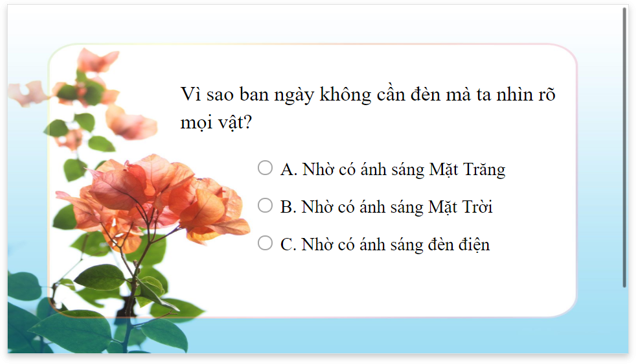 Vì sao ban ngày không cần đèn mà ta nhìn rõ
mọi vật?
A. Nhờ có ánh sáng Mặt Trăng
B. Nhờ có ánh sáng Mặt Trời
C. Nhờ có ánh sáng đèn điện